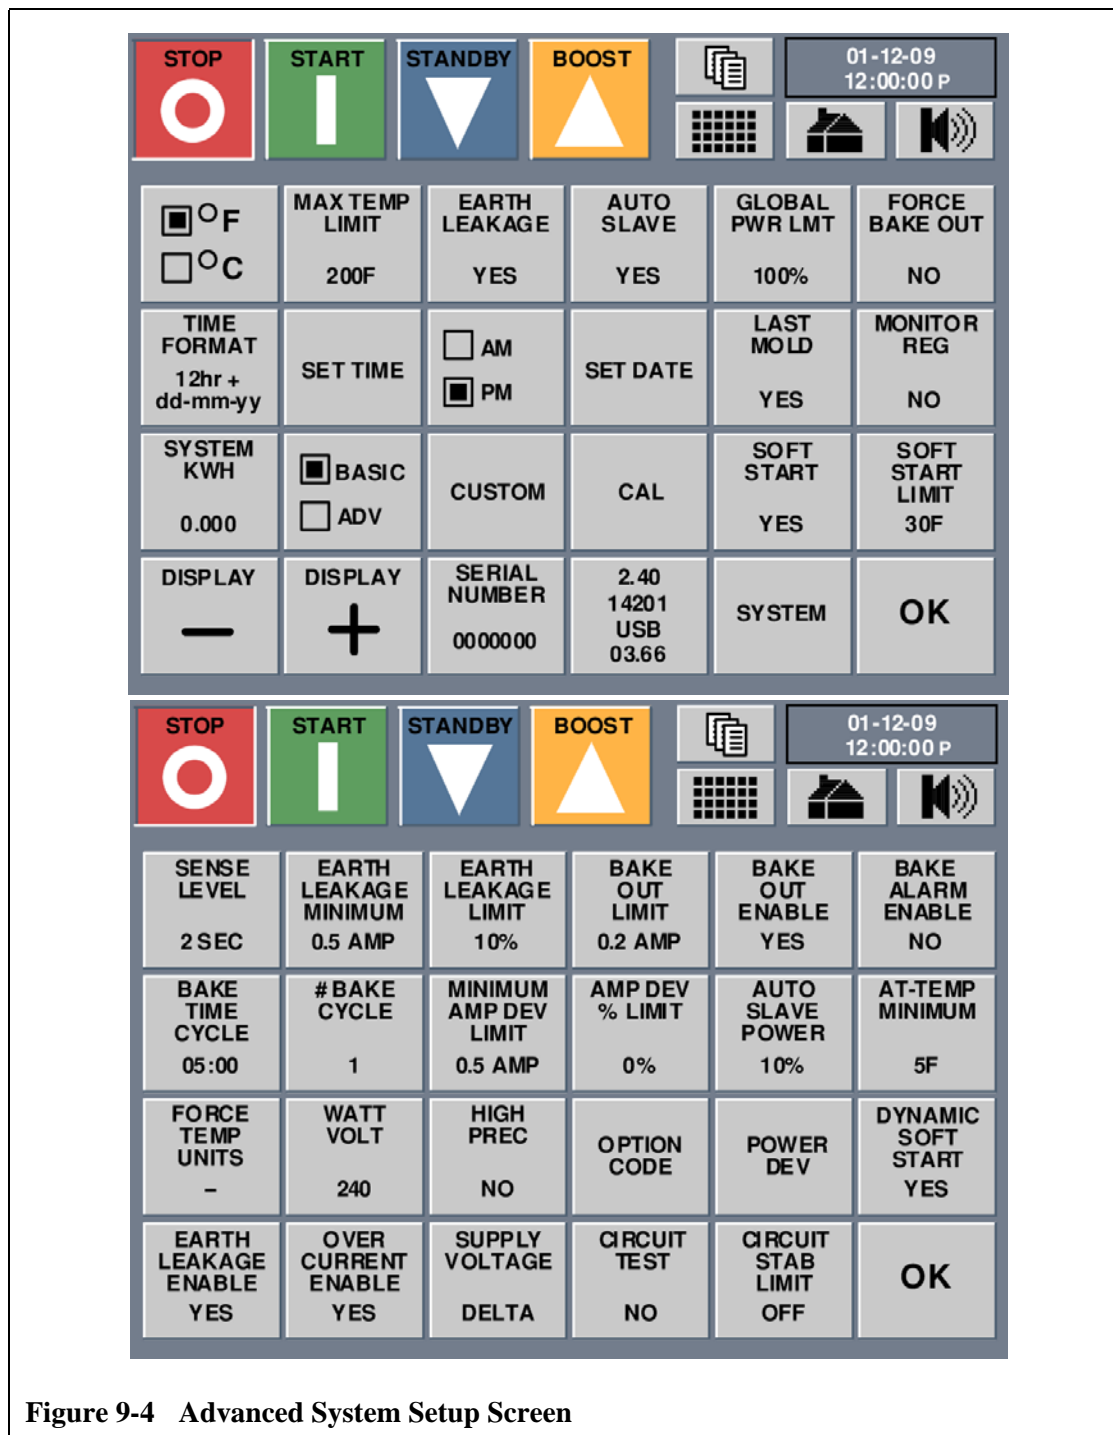 STOP START STANDBY BOOST
01-12-09
12:00:00 P
°F
°C
MAX TEMP
LIMIT
200F
EARTH
LEAKAGE
YES
AUTO
SLAVE
YES
GLOBAL
PWR LMT
100%
FORCE
BAKE OUT
NO
TIME
FORMAT
12hr +
dd-mm-yy
SET TIME
AM
PM
SET DATE
LAST
MOLD
YES
MONITOR
REG
NO
SYSTEM
KWH
0.000
BASIC
ADV
CUSTOM
CAL
SOFT
START
YES
SOFT
START
LIMIT
30F
DISPLAY
–
DISPLAY
+
SERIAL
NUMBER
0000000
2.40
14201
USB
03.66
SYSTEM
OK
STOP START STANDBY BOOST
01-12-09
12:00:00 P
SENSE
LEVEL
2 SEC
EARTH
LEAKAGE
MINIMUM
0.5 AMP
EARTH
LEAKAGE
LIMIT
10%
BAKE
OUT
LIMIT
0.2 AMP
BAKE
OUT
ENABLE
YES
BAKE
ALARM
ENABLE
NO
BAKE
TIME
CYCLE
05:00
# BAKE
CYCLE
1
MINIMUM
AMP DEV
LIMIT
0.5 AMP
AMP DEV
% LIMIT
0%
AUTO
SLAVE
POWER
10%
AT-TEMP
MINIMUM
5F
FORCE
TEMP
UNITS
–
WATT
VOLT
240
HIGH
PREC
NO
OPTION
CODE
POWER
DEV
DYNAMIC
SOFT
START
YES
EARTH
LEAKAGE
ENABLE
YES
OVER
CURRENT
ENABLE
YES
SUPPLY
VOLTAGE
DELTA
CIRCUIT
TEST
NO
CIRCUIT
STAB
LIMIT
OFF
OK
Figure 9-4 Advanced System Setup Screen